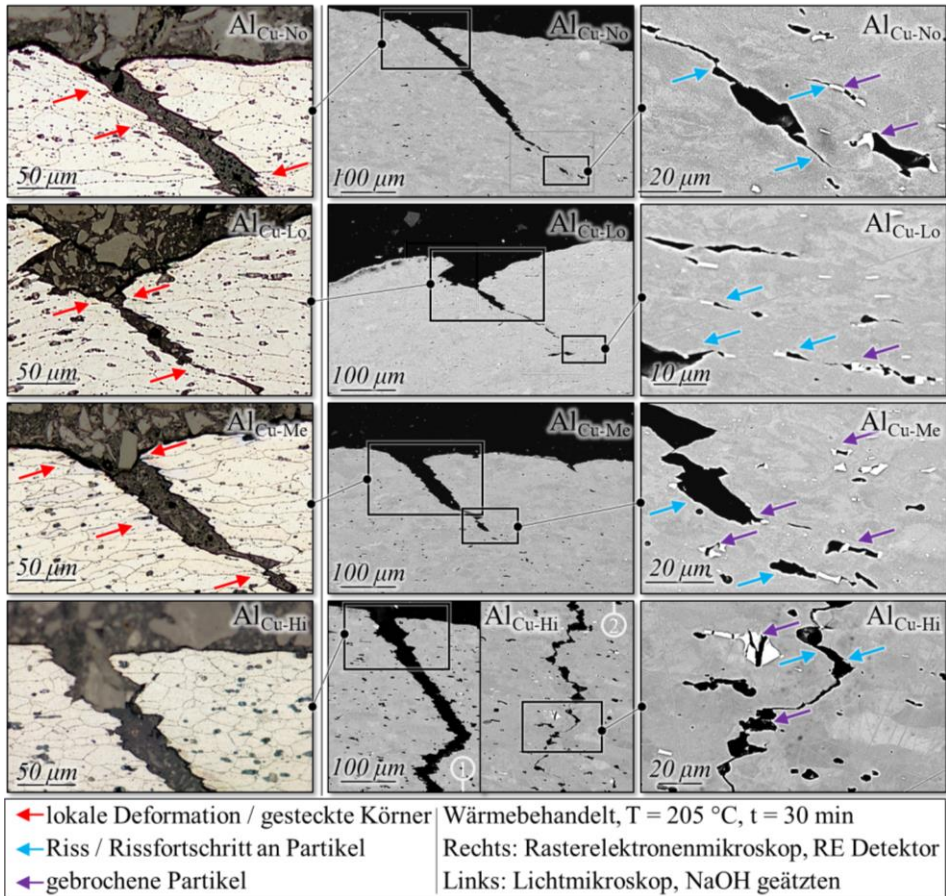 AlCu-No AlCu-No AlCu-No
50 µm 100 µm 20 µm
AlCu-Lo AlCu-Lo AlCu-Lo
50 µm 100 µm 10 µm
AlCu-Me AlCu-Me AlCu-Me
50 µm 100 µm 20 µm
AlCu-Hi AlCu-Hi 2 AlCu-Hi
50 µm 100 µm 1 20 µm
lokale Deformation / gesteckte Körner
Riss / Rissfortschritt an Partikel
gebrochene Partikel
Wärmebehandelt, T = 205 °C, t = 30 min
Rechts: Rasterelektronenmikroskop, RE Detektor
Links: Lichtmikroskop, NaOH geätzten